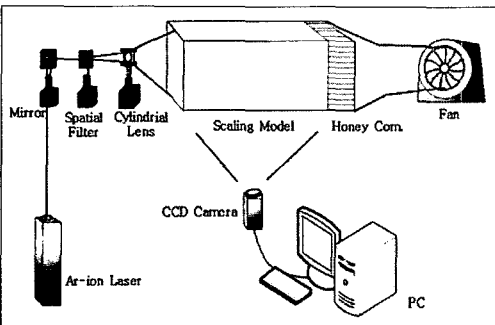 Mirror
Spatial
Filter
Cylindrial
Lens
Scaling Model
Honey Com.
Fan
CCD Camera
Ar-ion Laser
PC